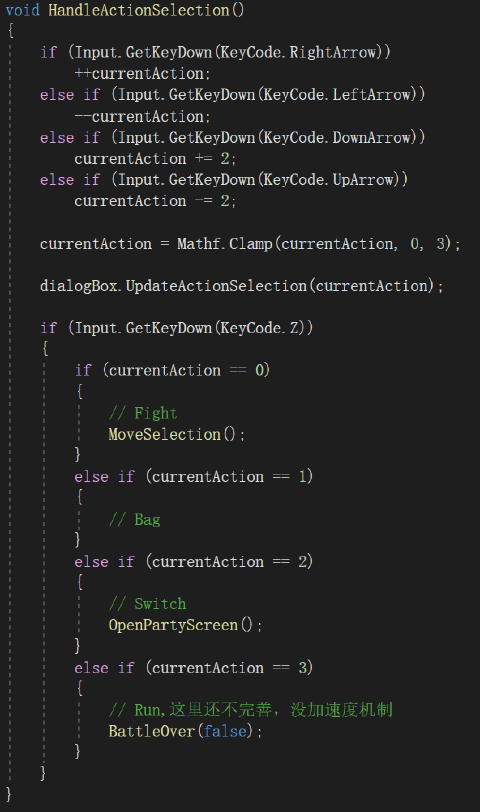 void HandleActionSelection()
{
    if (Input.GetKeyDown(KeyCode.RightArrow))
        ++currentAction;
    else if (Input.GetKeyDown(KeyCode.LeftArrow))
        --currentAction;
    else if (Input.GetKeyDown(KeyCode.DownArrow))
        currentAction += 2;
    else if (Input.GetKeyDown(KeyCode.UpArrow))
        currentAction -= 2;

    currentAction = Mathf.Clamp(currentAction, 0, 3);

    dialogBox.UpdateActionSelection(currentAction);

    if (Input.GetKeyDown(KeyCode.Z))
    {
        if (currentAction == 0)
        {
            // Fight
            MoveSelection();
        }
        else if (currentAction == 1)
        {
            // Bag
        }
        else if (currentAction == 2)
        {
            // Switch
            OpenPartyScreen();
        }
        else if (currentAction == 3)
        {
            // Run,这里还不完善，没加速度机制
            BattleOver(false);
        }
    }
}